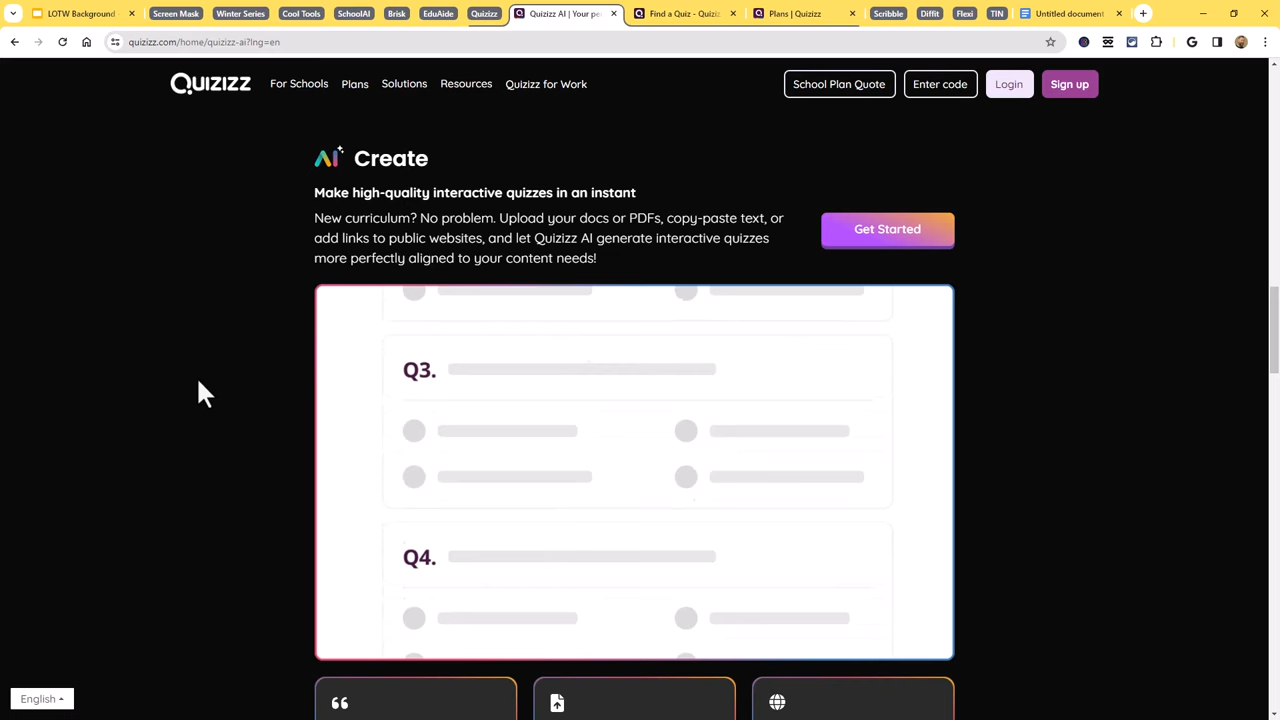 LOTW Background
Screen Mask
Winter Series
Cool Tools
SchoolAI
Brisk
EduAide
Quizizz
Quizizz AI | Your pe
Find a Quiz - Quizi
Plans | Quizizz
Scribble
Diffit
Flexi
TIN
Untitled document
quizizz.com/home/quizizz-ai?lng=en
QUIZIZZ
For Schools
Plans
Solutions
Resources
Quizizz for Work
School Plan Quote
Enter code
Login
Sign up
AI Create
Make high-quality interactive quizzes in an instant
New curriculum? No problem. Upload your docs or PDFs, copy-paste text, or
add links to public websites, and let Quizizz AI generate interactive quizzes
more perfectly aligned to your content needs!
Get Started
Q3.
Q4.
English